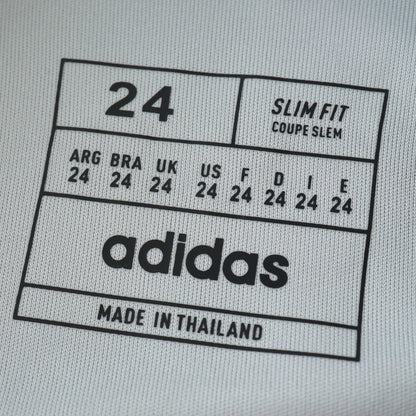 24
SLIM FIT
COUPE SLEM
ARG BRA UK US F D I E
24 24 24 24 24 24 24 24
adidas
MADE IN THAILAND